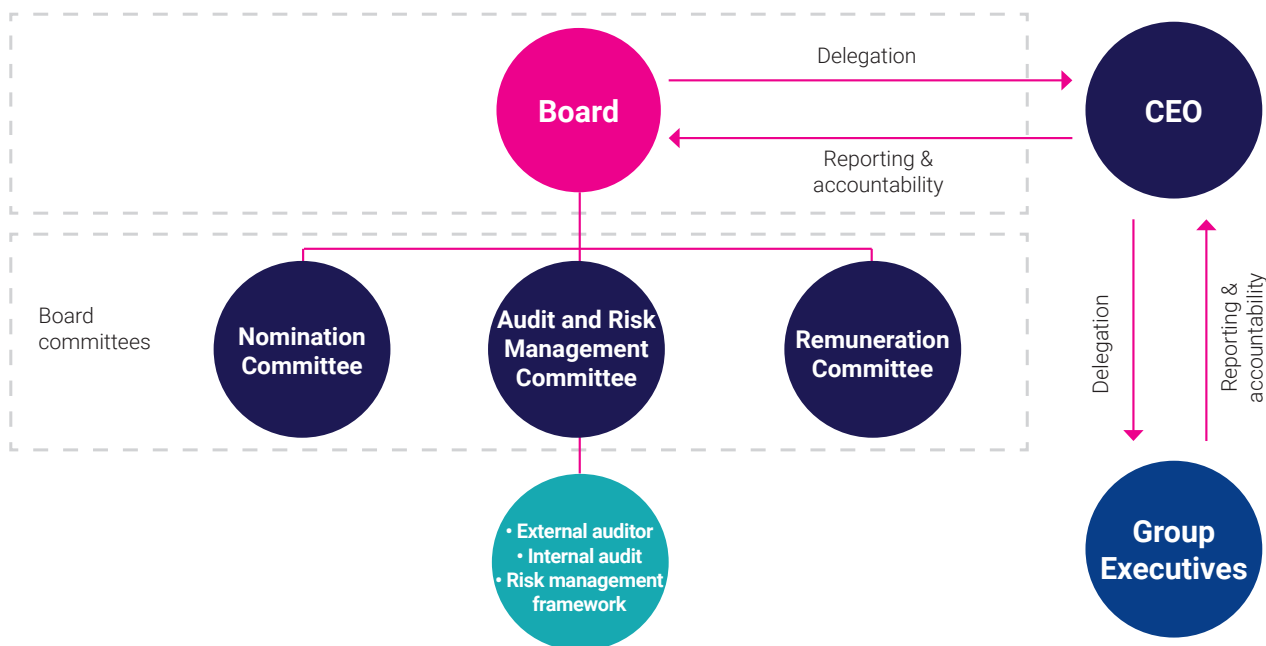 Delegation
Board
CEO
Reporting &
accountability
Board
committees
Nomination
Committee
Audit and Risk
Management
Committee
Remuneration
Committee
Delegation
Reporting &
accountability
• External auditor
• Internal audit
• Risk management
framework
Group
Executives